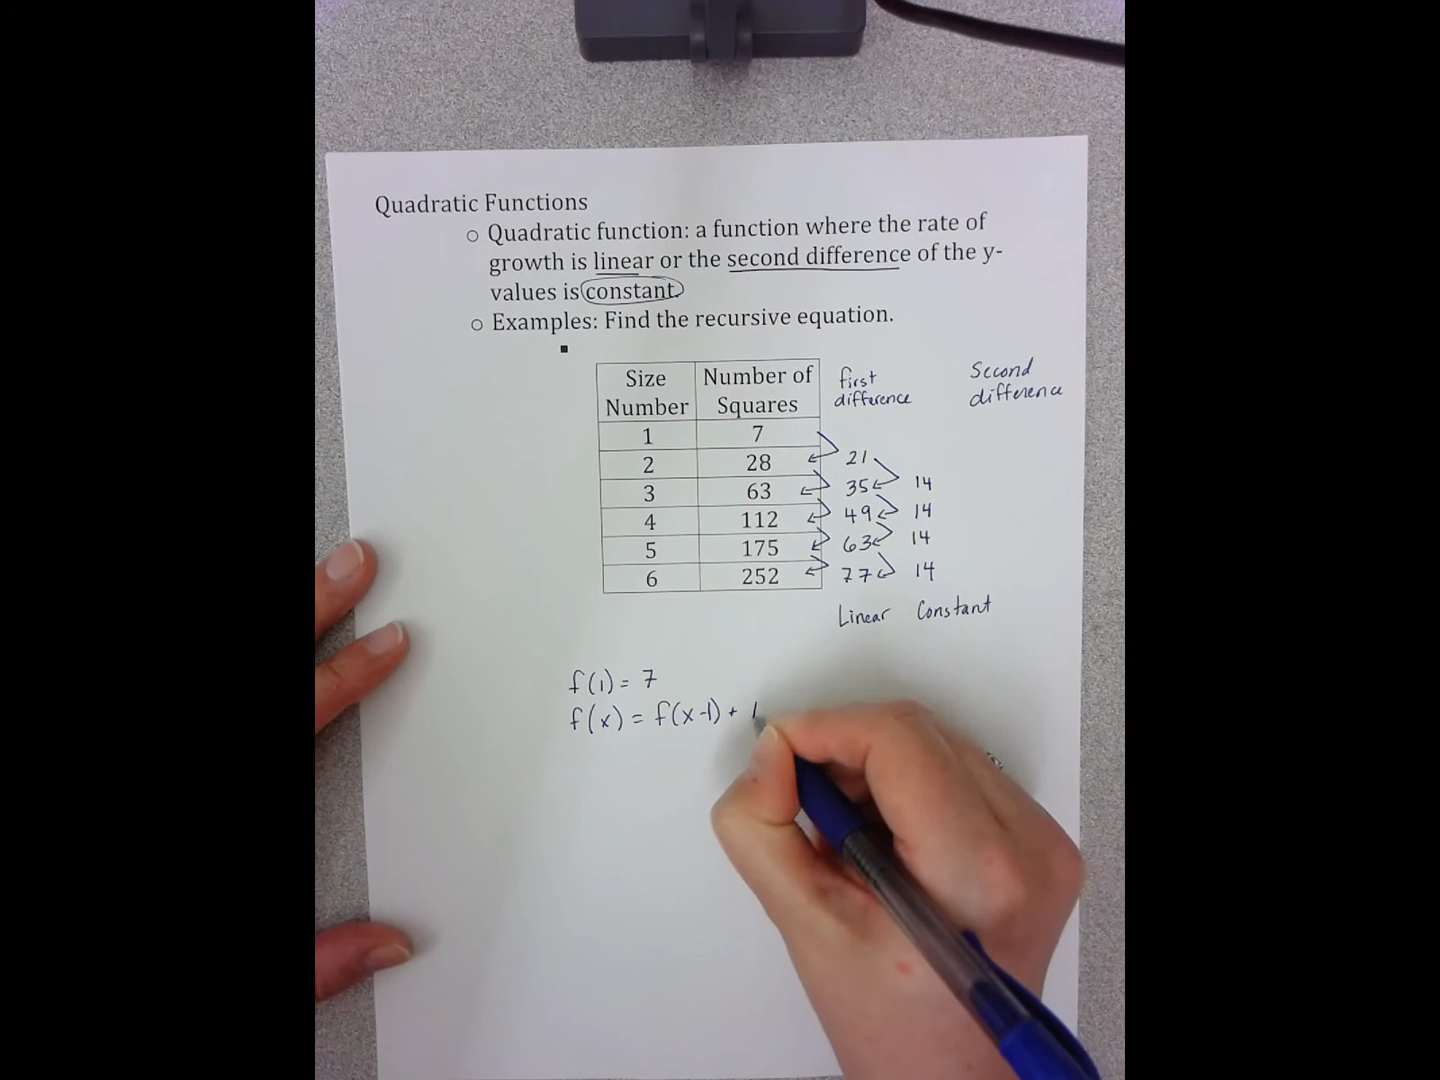 Quadratic Functions
○ Quadratic function: a function where the rate of
growth is linear or the second difference of the y-
values is constant.
○ Examples: Find the recursive equation.
▪
Size Number of first Second
Number Squares difference difference
1 7
2 28 21
3 63 35 14
4 112 49 14
5 175 63 14
6 252 77 14
Linear Constant
f(1) = 7
f(x) = f(x-1) + 1